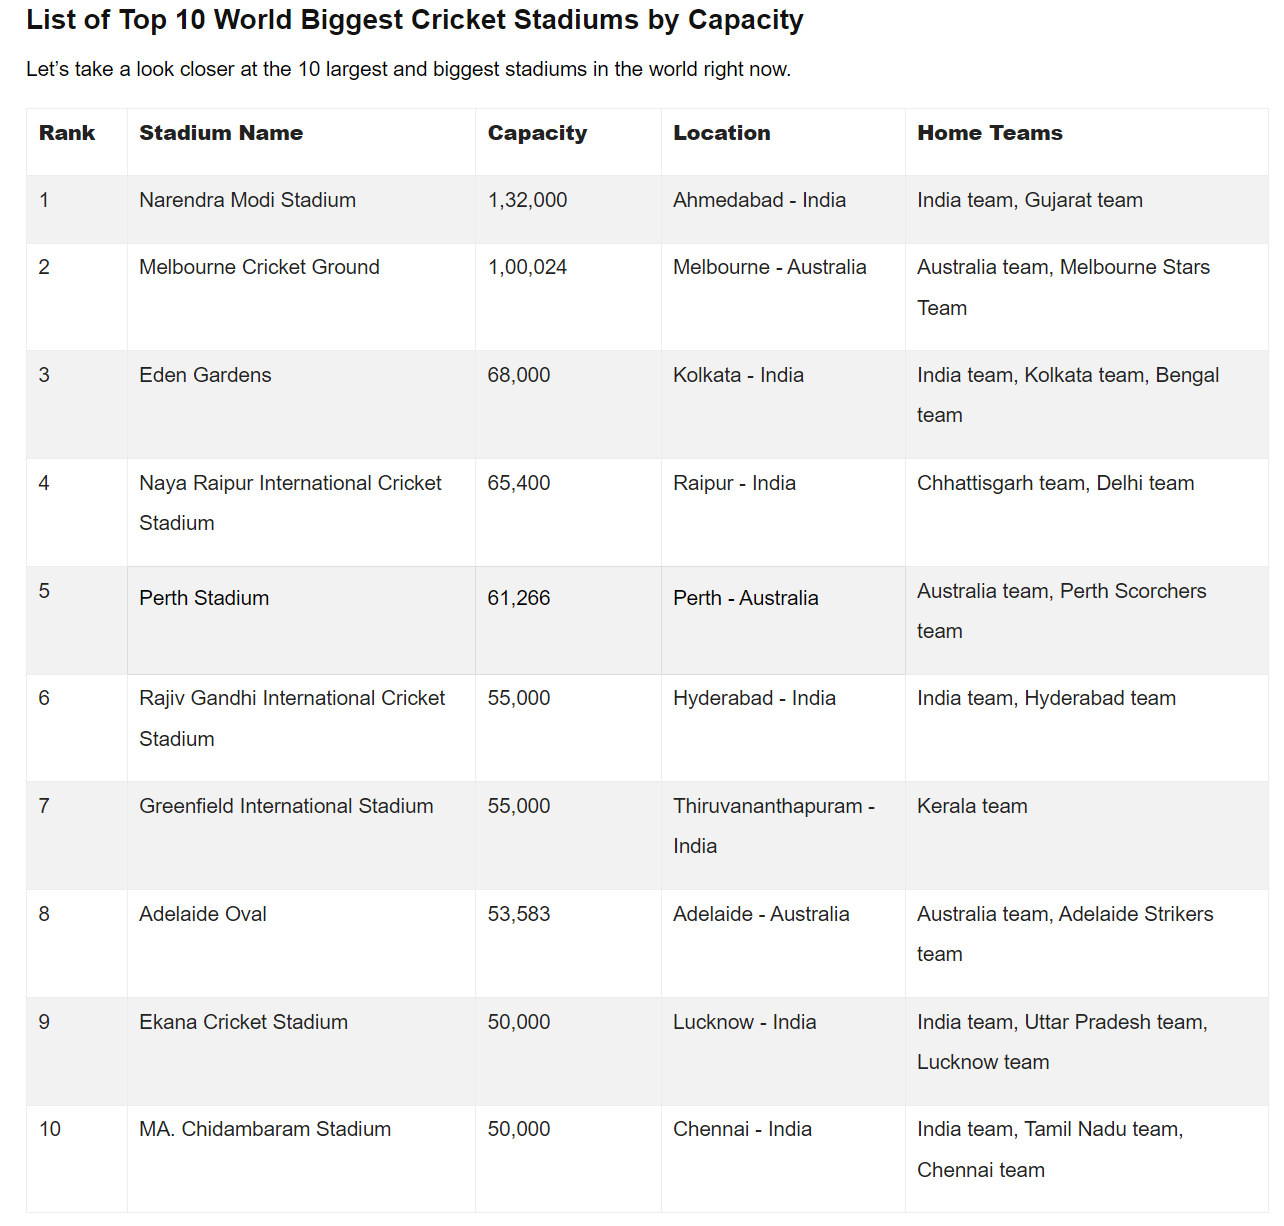 List of Top 10 World Biggest Cricket Stadiums by Capacity
Let’s take a look closer at the 10 largest and biggest stadiums in the world right now.
Rank Stadium Name Capacity Location Home Teams
1 Narendra Modi Stadium 1,32,000 Ahmedabad - India India team, Gujarat team
2 Melbourne Cricket Ground 1,00,024 Melbourne - Australia Australia team, Melbourne Stars
Team
3 Eden Gardens 68,000 Kolkata - India India team, Kolkata team, Bengal
team
4 Naya Raipur International Cricket 65,400 Raipur - India Chhattisgarh team, Delhi team
Stadium
5 Perth Stadium 61,266 Perth - Australia Australia team, Perth Scorchers
team
6 Rajiv Gandhi International Cricket 55,000 Hyderabad - India India team, Hyderabad team
Stadium
7 Greenfield International Stadium 55,000 Thiruvananthapuram - Kerala team
India
8 Adelaide Oval 53,583 Adelaide - Australia Australia team, Adelaide Strikers
team
9 Ekana Cricket Stadium 50,000 Lucknow - India India team, Uttar Pradesh team,
Lucknow team
10 MA. Chidambaram Stadium 50,000 Chennai - India India team, Tamil Nadu team,
Chennai team